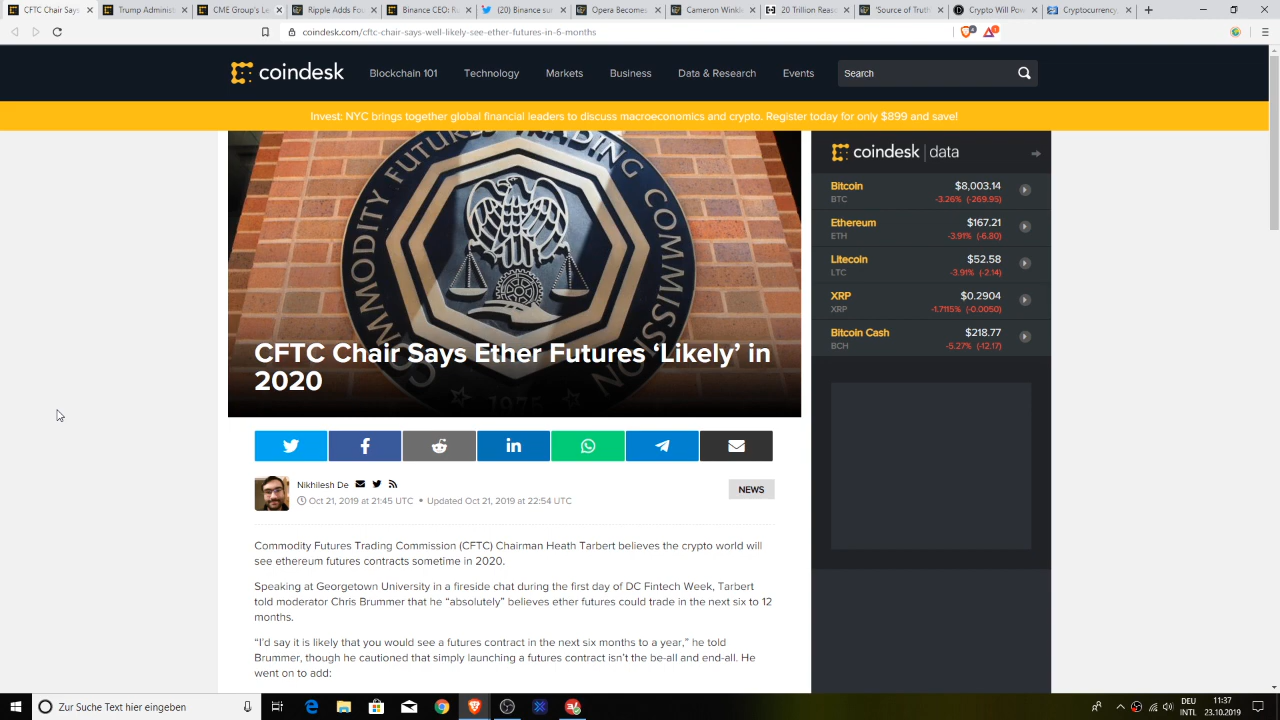 CFTC Chair Says
Trump Administ
CME Group's Le
Ripple Adds Fo
Binance CEO: R
(20) Binance su
Opera Becomes
Cameron Winkle
20 Trillion Reas
'Source of Truth
Crypto Will Pow
Cryptocurrency
coindesk.com/cftc-chair-says-well-likely-see-ether-futures-in-6-months
coindesk
Blockchain 101
Technology
Markets
Business
Data & Research
Events
Search
Invest: NYC brings together global financial leaders to discuss macroeconomics and crypto. Register today for only $899 and save!
COMMODITY FUTURES TRADING COMMISSION
1975
CFTC Chair Says Ether Futures ‘Likely’ in
2020
Nikhilesh De
Oct 21, 2019 at 21:45 UTC • Updated Oct 21, 2019 at 22:54 UTC
NEWS
Commodity Futures Trading Commission (CFTC) Chairman Heath Tarbert believes the crypto world will
see ethereum futures contracts sometime in 2020.
Speaking at Georgetown University in a fireside chat during the first day of DC Fintech Week, Tarbert
told moderator Chris Brummer that he “absolutely” believes ether futures could trade in the next six to 12
months.
“I’d say it is likely that you would see a futures contract in the next six months to a year,” he told
Brummer, though he cautioned that simply launching a futures contract isn’t the be-all and end-all. He
went on to add:
coindesk | data
Bitcoin $8,003.14
BTC -3.26% (-269.95)
Ethereum $167.21
ETH -3.91% (-6.80)
Litecoin $52.58
LTC -3.91% (-2.14)
XRP $0.2904
XRP -1.7115% (-0.0050)
Bitcoin Cash $218.77
BCH -5.27% (-12.17)
Zur Suche Text hier eingeben
DEU 11:37
INTL 23.10.2019